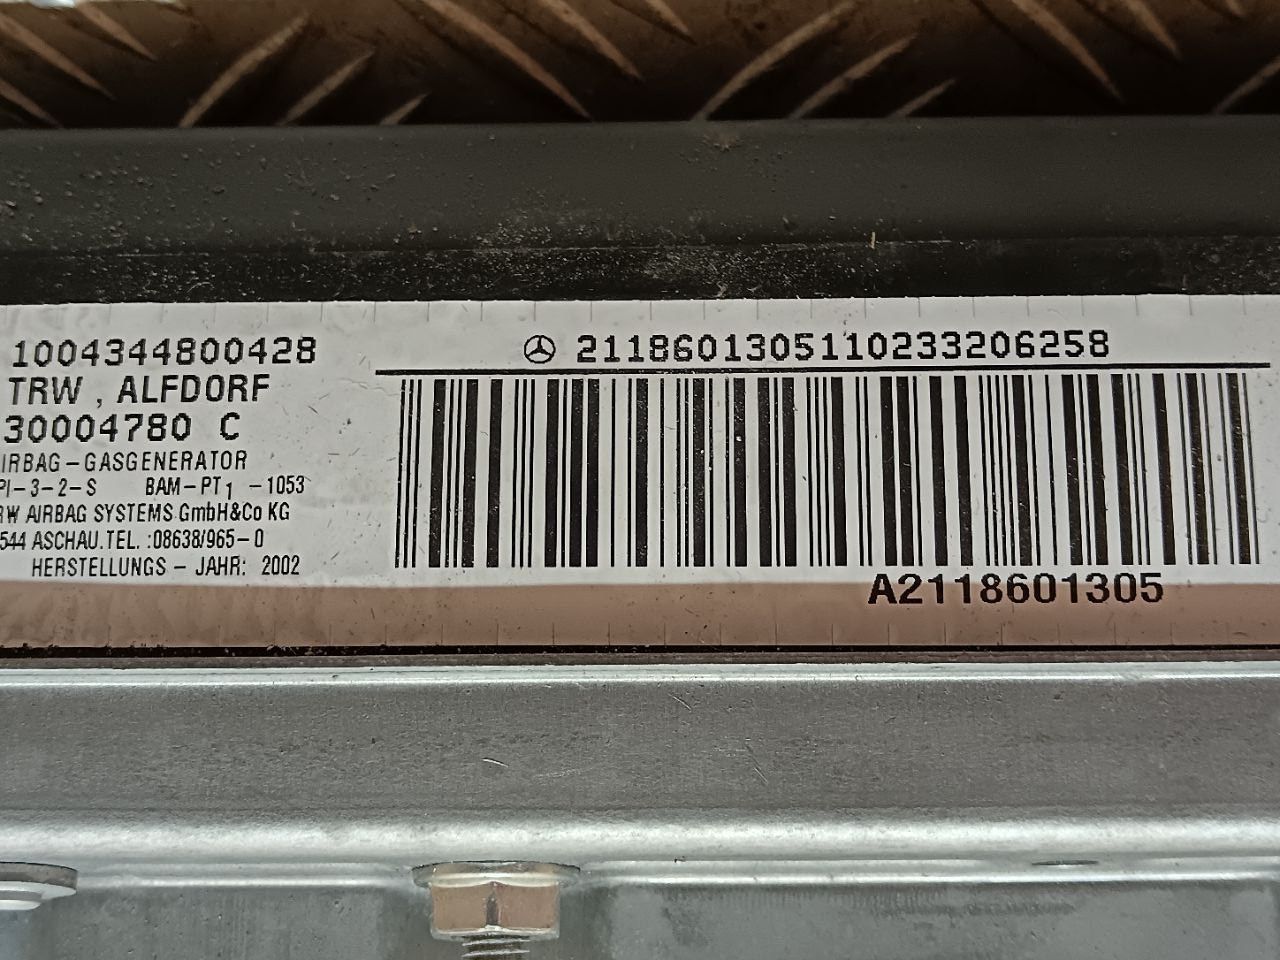 1004344800428
TRW , ALFDORF
30004780 C
IRBAG-GASGENERATOR
PI-3-2-S BAM-PT1 -1053
RW AIRBAG SYSTEMS GmbH&Co KG
544 ASCHAU.TEL.:08638/965-0
HERSTELLUNGS - JAHR: 2002
2118601305110233206258
A2118601305